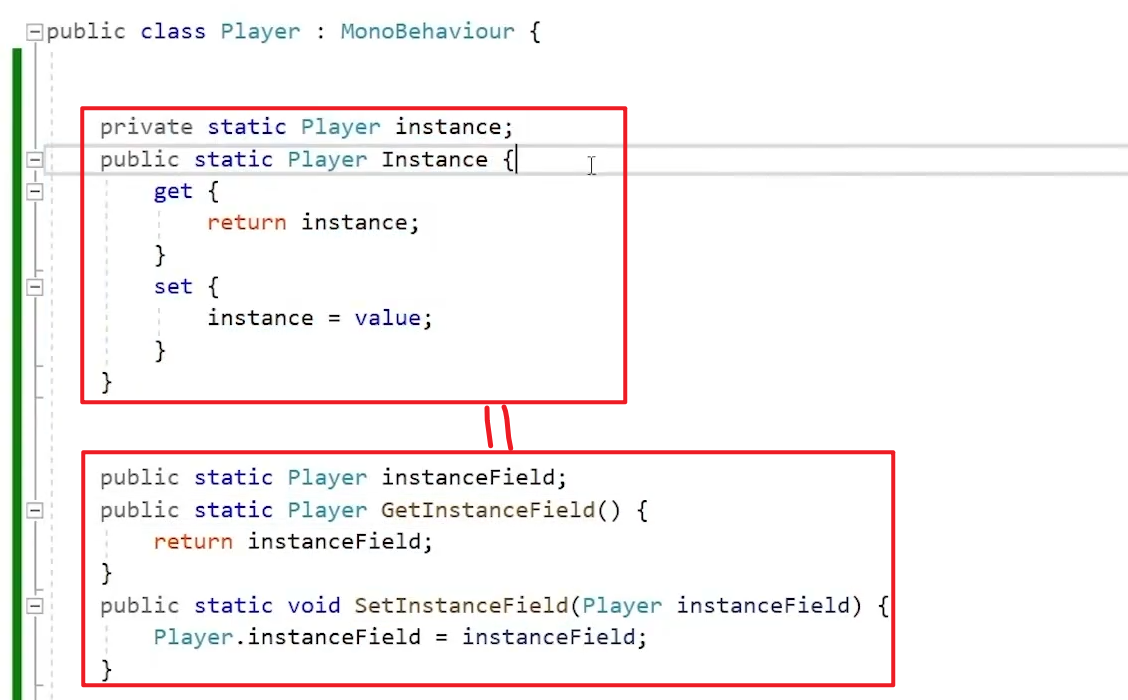 public class Player : MonoBehaviour {
private static Player instance;
public static Player Instance {
get {
return instance;
}
set {
instance = value;
}
}
public static Player instanceField;
public static Player GetInstanceField() {
return instanceField;
}
public static void SetInstanceField(Player instanceField) {
Player.instanceField = instanceField;
}